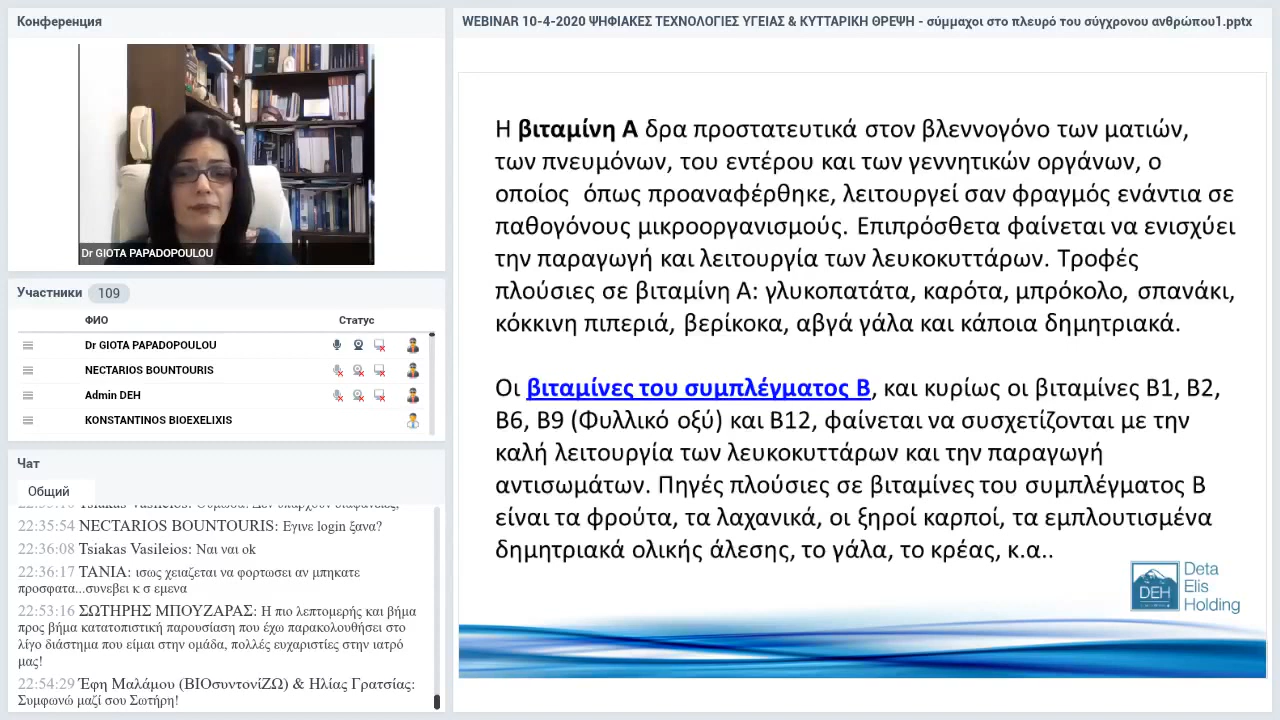 Конференция
Dr GIOTA PAPADOPOULOU
Участники 109
ФИО Статус
Dr GIOTA PAPADOPOULOU
NECTARIOS BOUNTOURIS
Admin DEH
KONSTANTINOS BIOEXELIXIS
Чат
Общий
22:35:54 NECTARIOS BOUNTOURIS: Εγινε login ξανα?
22:36:08 Tsiakas Vasileios: Ναι ναι ok
22:36:17 TANIA: ισως χειαζεται να φορτωσει αν μπηκατε
προσφατα...συνεβει κ σ εμενα
22:53:16 ΣΩΤΗΡΗΣ ΜΠΟΥΖΑΡΑΣ: Η πιο λεπτομερής και βήμα
προς βήμα κατατοπιστική παρουσίαση που έχω παρακολουθήσει στο
λίγο διάστημα που είμαι στην ομάδα, πολλές ευχαριστίες στην ιατρό
μας!
22:54:29 Έφη Μαλάμου (ΒΙΟσυντονίΖΩ) & Ηλίας Γρατσίας:
Συμφωνώ μαζί σου Σωτήρη!
WEBINAR 10-4-2020 ΨΗΦΙΑΚΕΣ ΤΕΧΝΟΛΟΓΙΕΣ ΥΓΕΙΑΣ & ΚΥΤΤΑΡΙΚΗ ΘΡΕΨΗ - σύμμαχοι στο πλευρό του σύγχρονου ανθρώπου1.pptx
Η βιταμίνη Α δρα προστατευτικά στον βλεννογόνο των ματιών,
των πνευμόνων, του εντέρου και των γεννητικών οργάνων, ο
οποίος όπως προαναφέρθηκε, λειτουργεί σαν φραγμός ενάντια σε
παθογόνους μικροοργανισμούς. Επιπρόσθετα φαίνεται να ενισχύει
την παραγωγή και λειτουργία των λευκοκυττάρων. Τροφές
πλούσιες σε βιταμίνη Α: γλυκοπατάτα, καρότα, μπρόκολο, σπανάκι,
κόκκινη πιπεριά, βερίκοκα, αβγά γάλα και κάποια δημητριακά.
Οι βιταμίνες του συμπλέγματος Β, και κυρίως οι βιταμίνες Β1, Β2,
Β6, Β9 (Φυλλικό οξύ) και Β12, φαίνεται να συσχετίζονται με την
καλή λειτουργία των λευκοκυττάρων και την παραγωγή
αντισωμάτων. Πηγές πλούσιες σε βιταμίνες του συμπλέγματος Β
είναι τα φρούτα, τα λαχανικά, οι ξηροί καρποί, τα εμπλουτισμένα
δημητριακά ολικής άλεσης, το γάλα, το κρέας, κ.α..
DEH
Deta
Elis
Holding